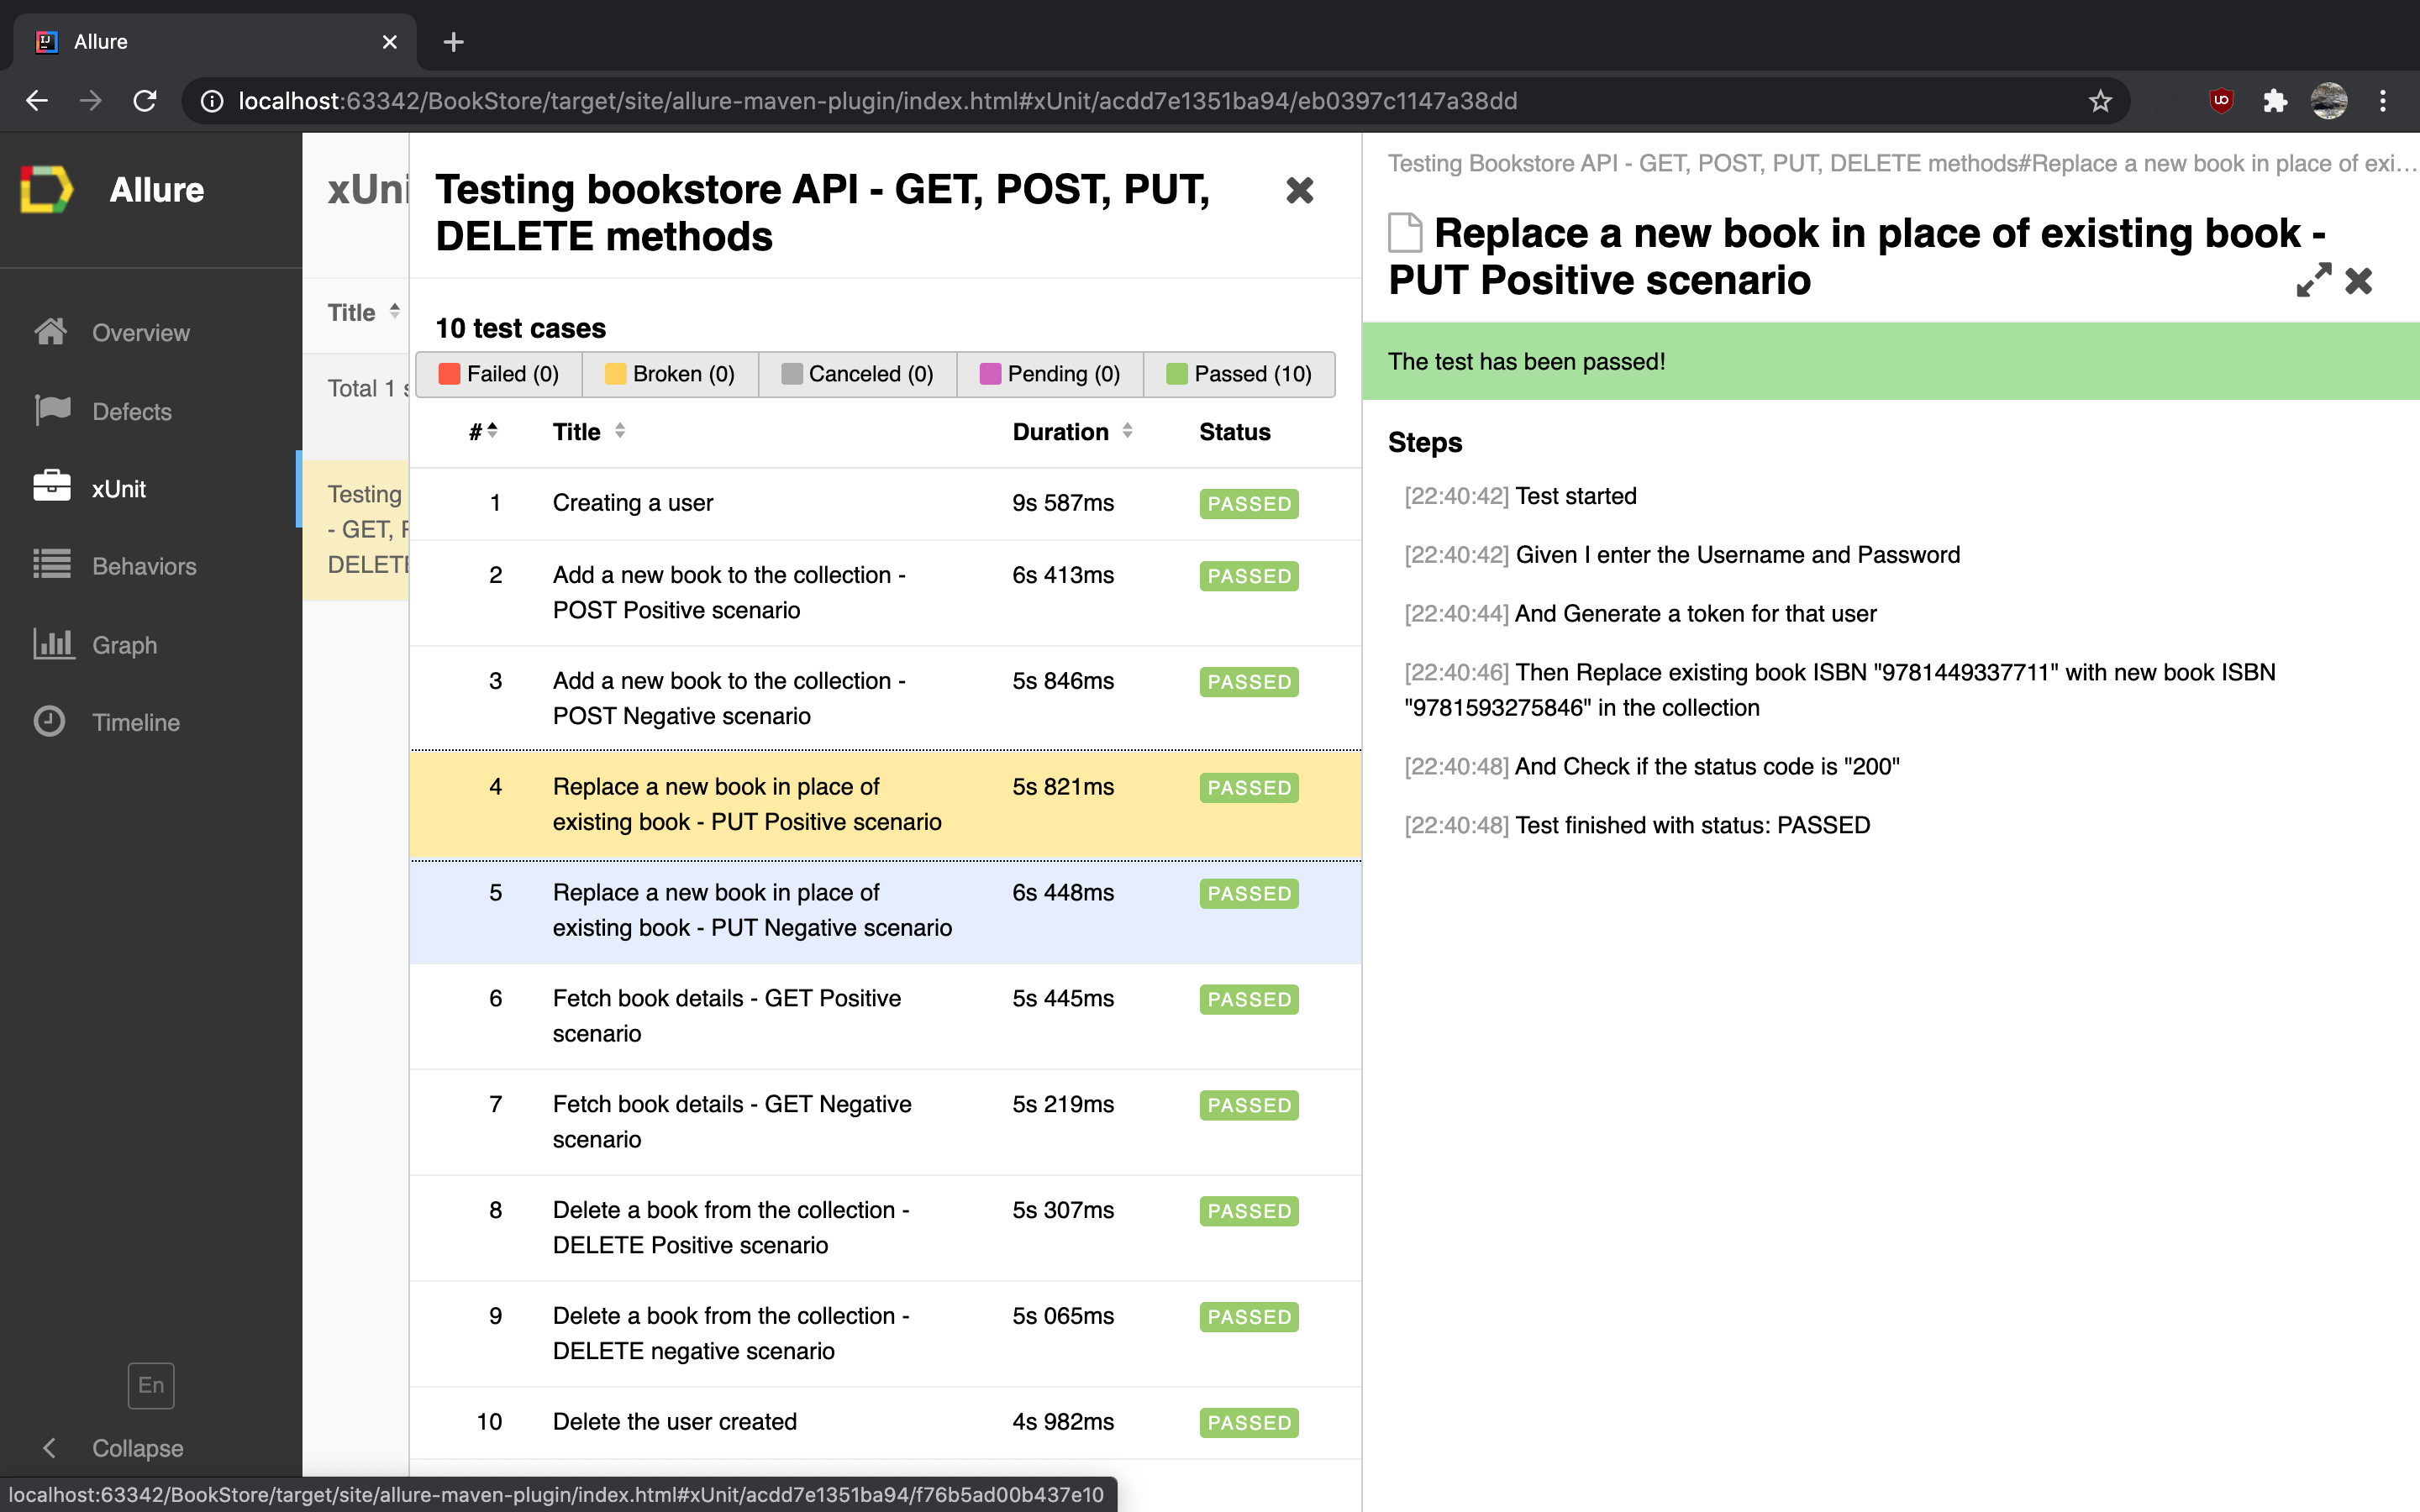 Allure
localhost:63342/BookStore/target/site/allure-maven-plugin/index.html#xUnit/acdd7e1351ba94/eb0397c1147a38dd
Allure
Overview
Defects
xUnit
Behaviors
Graph
Timeline
En
Collapse
xUni
Title
Total 1 s
Testing
- GET, P
DELETE
Testing bookstore API - GET, POST, PUT,
DELETE methods
10 test cases
Failed (0) Broken (0) Canceled (0) Pending (0) Passed (10)
# Title Duration Status
1 Creating a user 9s 587ms PASSED
2 Add a new book to the collection - 6s 413ms PASSED
POST Positive scenario
3 Add a new book to the collection - 5s 846ms PASSED
POST Negative scenario
4 Replace a new book in place of 5s 821ms PASSED
existing book - PUT Positive scenario
5 Replace a new book in place of 6s 448ms PASSED
existing book - PUT Negative scenario
6 Fetch book details - GET Positive 5s 445ms PASSED
scenario
7 Fetch book details - GET Negative 5s 219ms PASSED
scenario
8 Delete a book from the collection - 5s 307ms PASSED
DELETE Positive scenario
9 Delete a book from the collection - 5s 065ms PASSED
DELETE negative scenario
10 Delete the user created 4s 982ms PASSED
Testing Bookstore API - GET, POST, PUT, DELETE methods#Replace a new book in place of exi...
Replace a new book in place of existing book -
PUT Positive scenario
The test has been passed!
Steps
[22:40:42] Test started
[22:40:42] Given I enter the Username and Password
[22:40:44] And Generate a token for that user
[22:40:46] Then Replace existing book ISBN "9781449337711" with new book ISBN
"9781593275846" in the collection
[22:40:48] And Check if the status code is "200"
[22:40:48] Test finished with status: PASSED
localhost:63342/BookStore/target/site/allure-maven-plugin/index.html#xUnit/acdd7e1351ba94/f76b5ad00b437e10